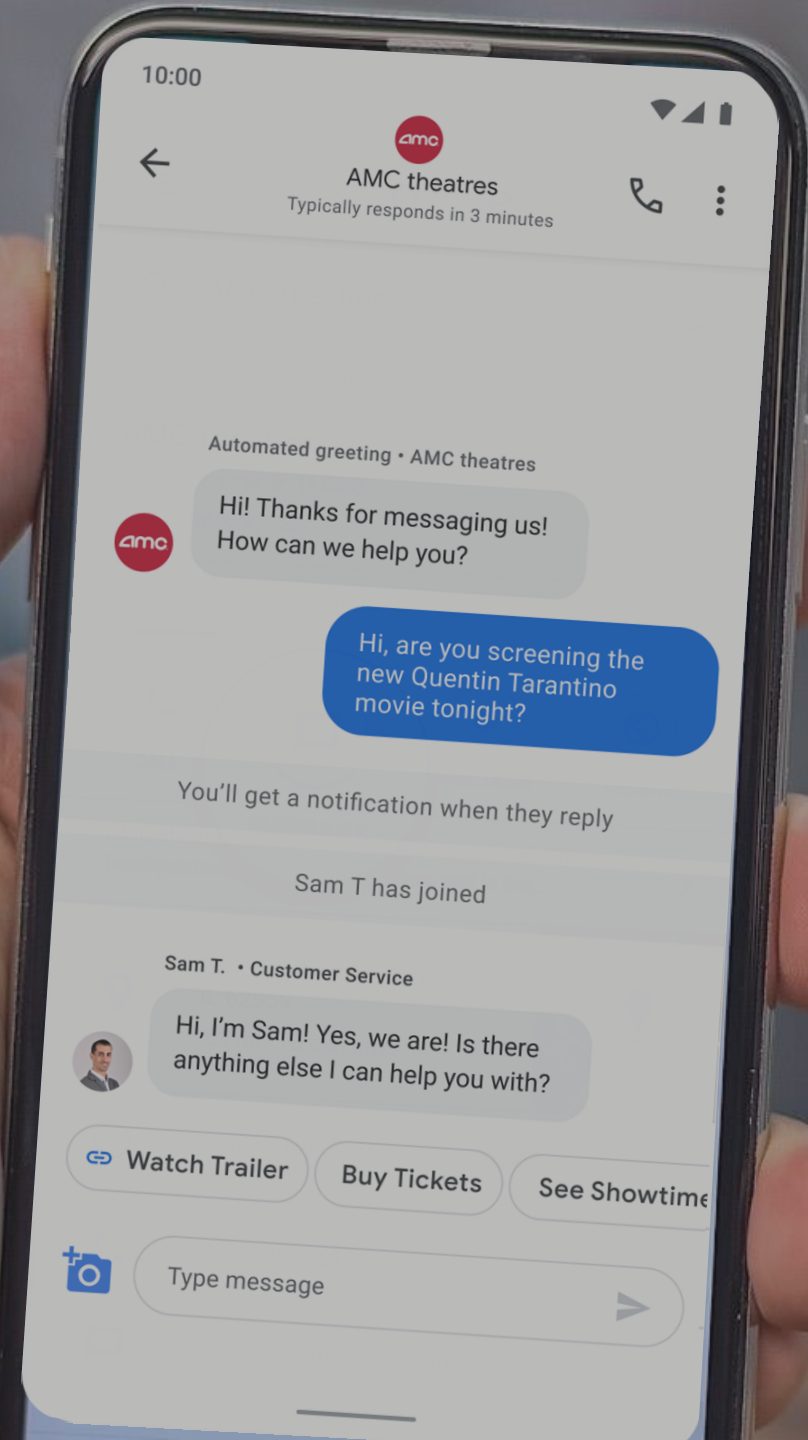 10:00
amc
AMC theatres
Typically responds in 3 minutes
Automated greeting • AMC theatres
Hi! Thanks for messaging us!
How can we help you?
amc
Hi, are you screening the
new Quentin Tarantino
movie tonight?
You’ll get a notification when they reply
Sam T has joined
Sam T. • Customer Service
Hi, I’m Sam! Yes, we are! Is there
anything else I can help you with?
Watch Trailer
Buy Tickets
See Showtime
Type message